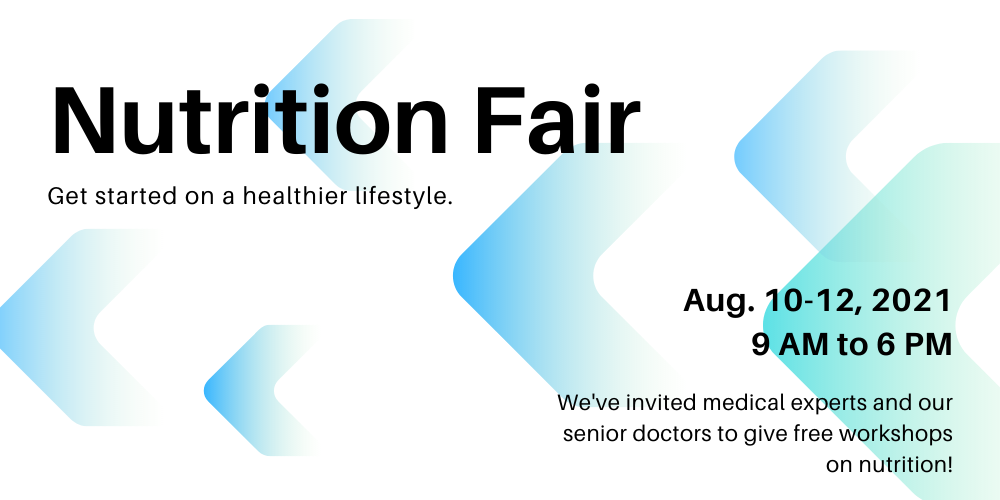 Nutrition Fair
Get started on a healthier lifestyle.
Aug. 10-12, 2021
9 AM to 6 PM
We've invited medical experts and our
senior doctors to give free workshops
on nutrition!